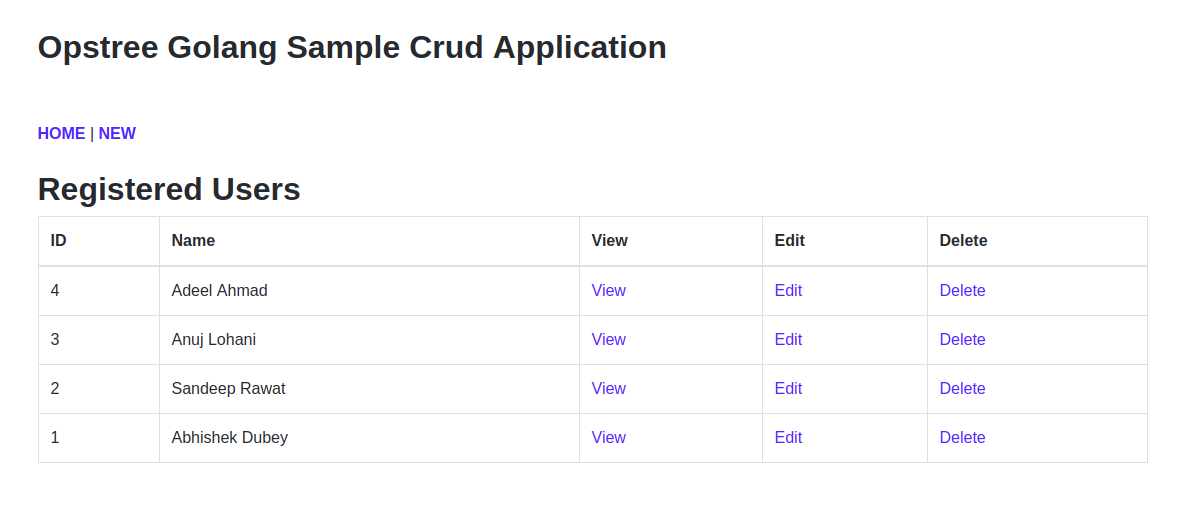 Opstree Golang Sample Crud Application
HOME | NEW
Registered Users
ID Name View Edit Delete
4 Adeel Ahmad View Edit Delete
3 Anuj Lohani View Edit Delete
2 Sandeep Rawat View Edit Delete
1 Abhishek Dubey View Edit Delete